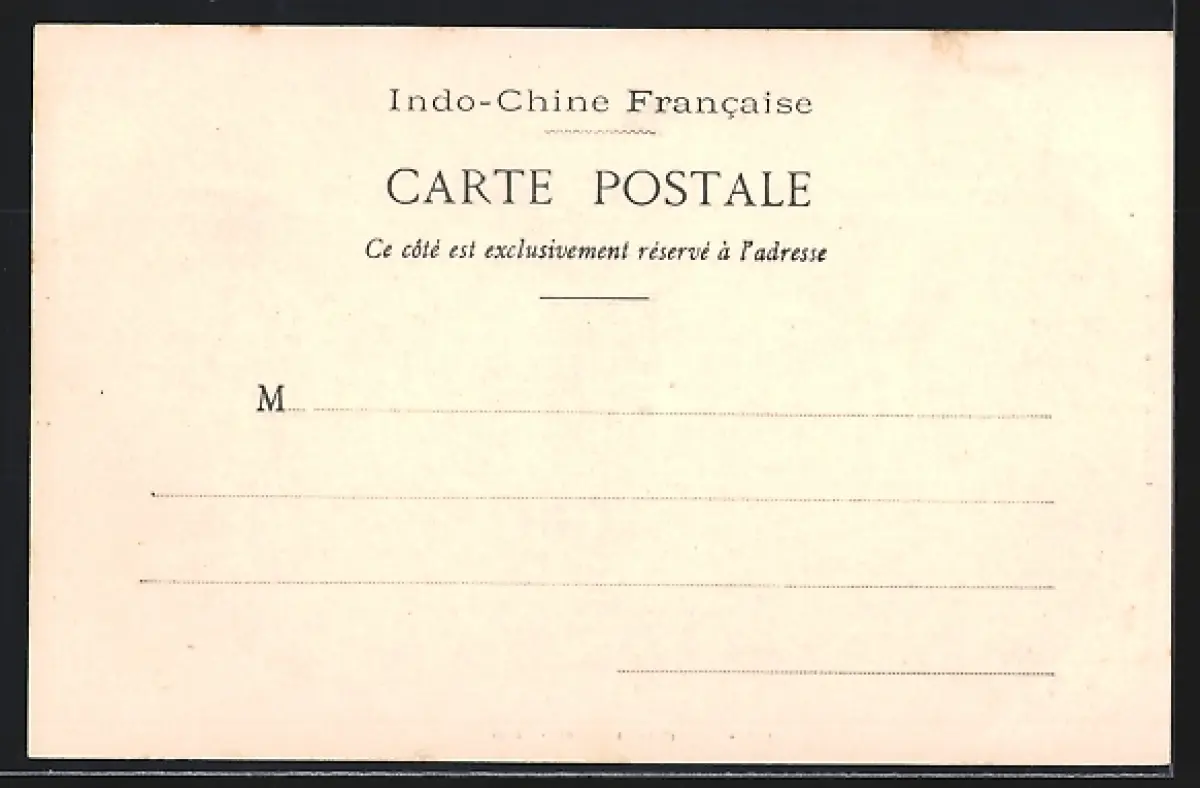 Indo-Chine Française
CARTE POSTALE
Ce côté est exclusivement réservé à l'adresse
M